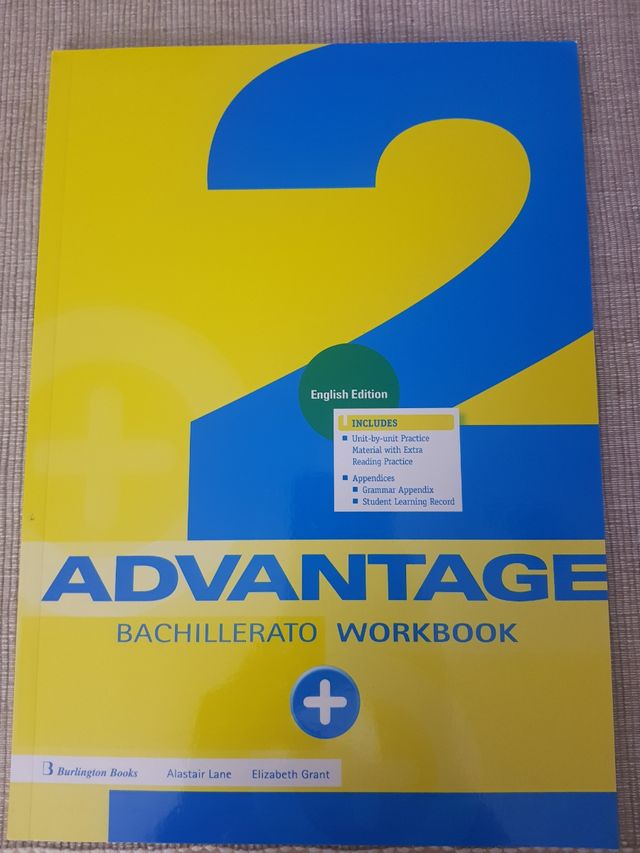 2
English Edition
INCLUDES
Unit-by-unit Practice
Material with Extra
Reading Practice
Appendices
Grammar Appendix
Student Learning Record
ADVANTAGE
BACHILLERATO WORKBOOK
+
B Burlington Books Alastair Lane Elizabeth Grant